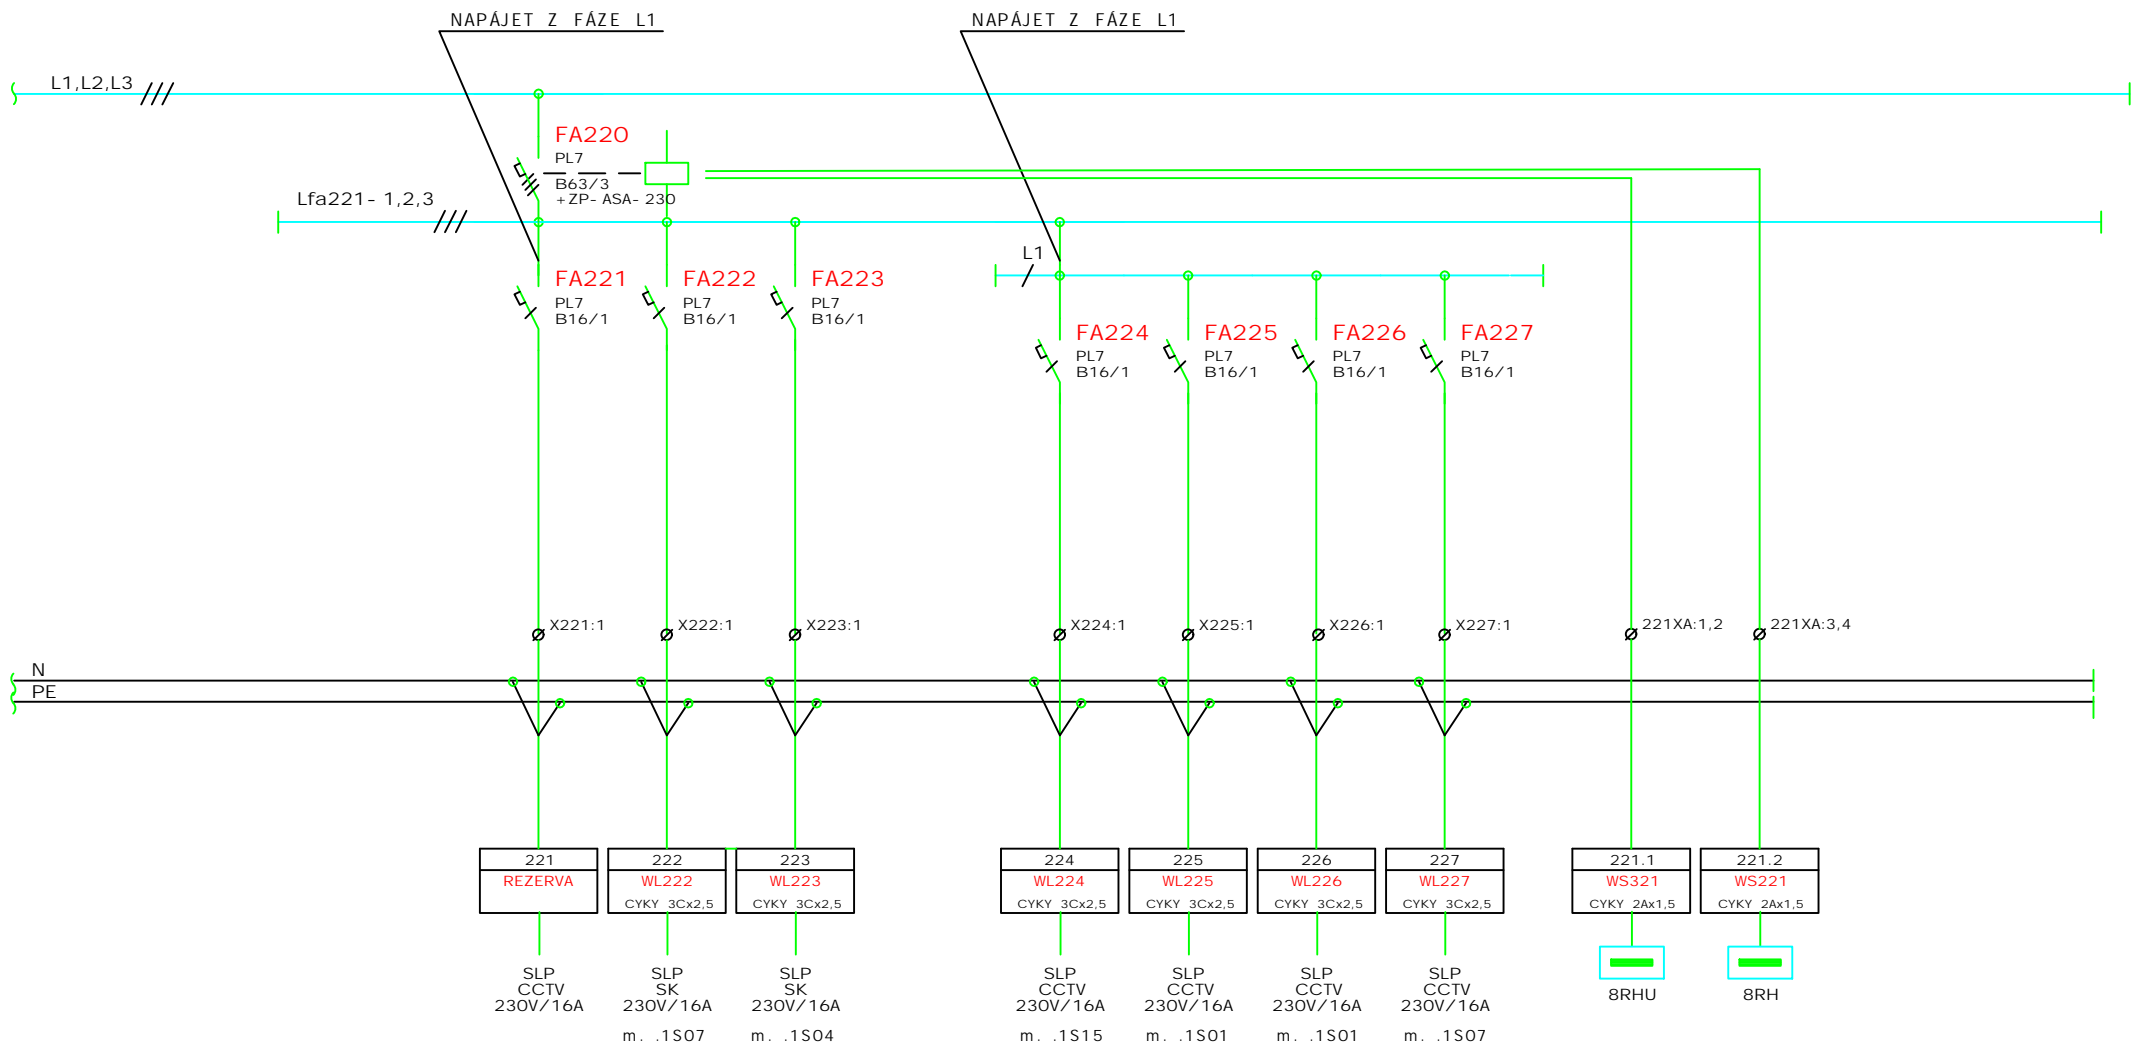 NAPÁJET Z FÁZE L1
NAPÁJET Z FÁZE L1
L1,L2,L3
FA220
PL7
B63/3
+ZP-ASA-230
Lfa221-1,2,3
L1
FA221
PL7
B16/1
FA222
PL7
B16/1
FA223
PL7
B16/1
FA224
PL7
B16/1
FA225
PL7
B16/1
FA226
PL7
B16/1
FA227
PL7
B16/1
X221:1
X222:1
X223:1
X224:1
X225:1
X226:1
X227:1
221XA:1,2
221XA:3,4
N
PE
221
REZERVA
SLP
CCTV
230V/16A
222
WL222
CYKY 3Cx2,5
SLP
SK
230V/16A
m. .1S07
223
WL223
CYKY 3Cx2,5
SLP
SK
230V/16A
m. .1S04
224
WL224
CYKY 3Cx2,5
SLP
CCTV
230V/16A
m. .1S15
225
WL225
CYKY 3Cx2,5
SLP
CCTV
230V/16A
m. .1S01
226
WL226
CYKY 3Cx2,5
SLP
CCTV
230V/16A
m. .1S01
227
WL227
CYKY 3Cx2,5
SLP
CCTV
230V/16A
m. .1S07
221.1
WS321
CYKY 2Ax1,5
8RHU
221.2
WS221
CYKY 2Ax1,5
8RH